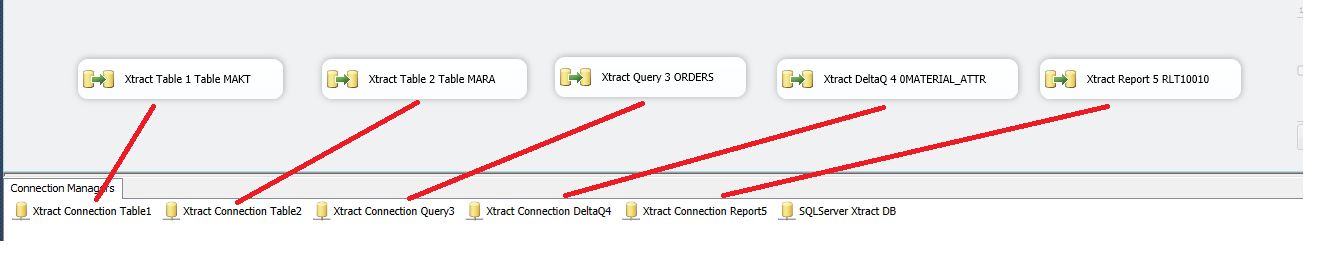 Xtract Table 1 Table MAKT
Xtract Table 2 Table MARA
Xtract Query 3 ORDERS
Xtract DeltaQ 4 0MATERIAL_ATTR
Xtract Report 5 RLT10010
Connection Managers
Xtract Connection Table1
Xtract Connection Table2
Xtract Connection Query3
Xtract Connection DeltaQ4
Xtract Connection Report5
SQLServer Xtract DB